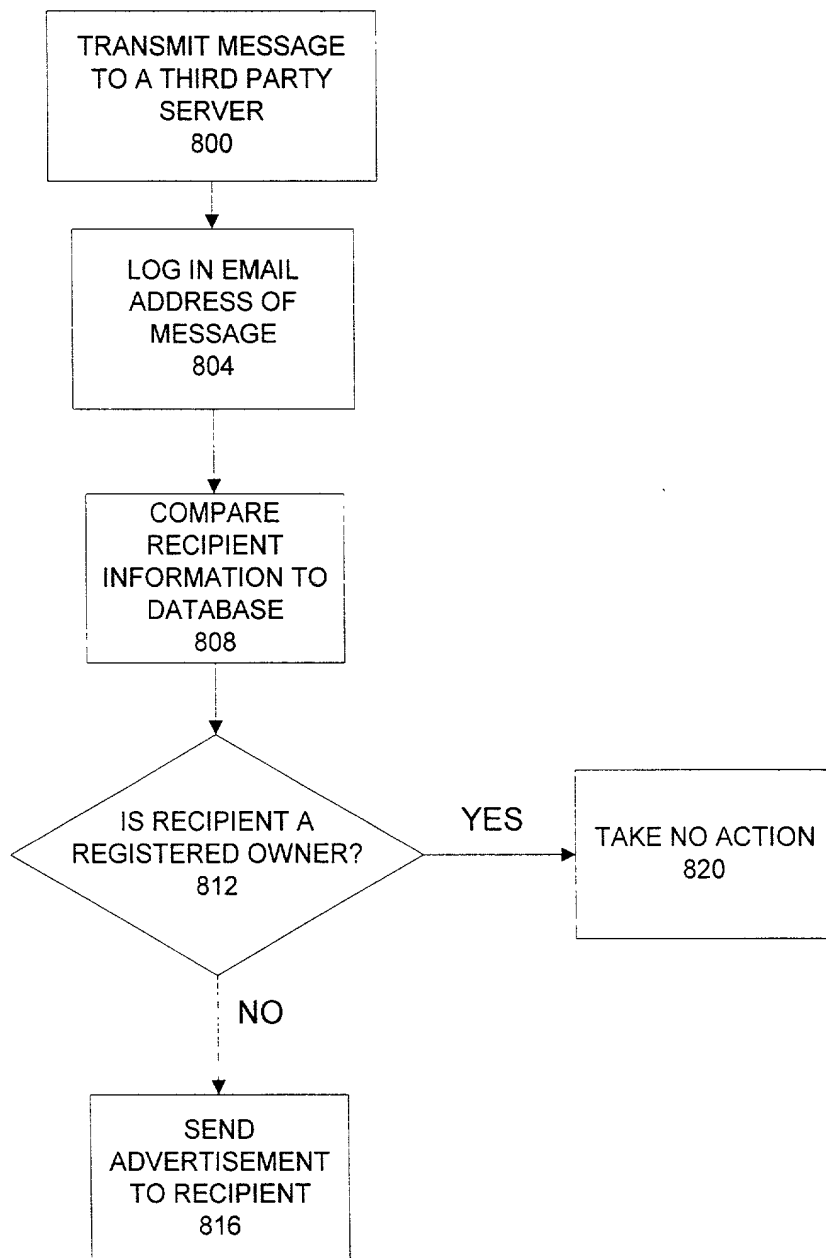 TRANSMIT MESSAGE
TO A THIRD PARTY
SERVER
800
LOG IN EMAIL
ADDRESS OF
MESSAGE
804
COMPARE
RECIPIENT
INFORMATION TO
DATABASE
808
IS RECIPIENT A
REGISTERED OWNER?
812
YES
TAKE NO ACTION
820
NO
SEND
ADVERTISEMENT
TO RECIPIENT
816